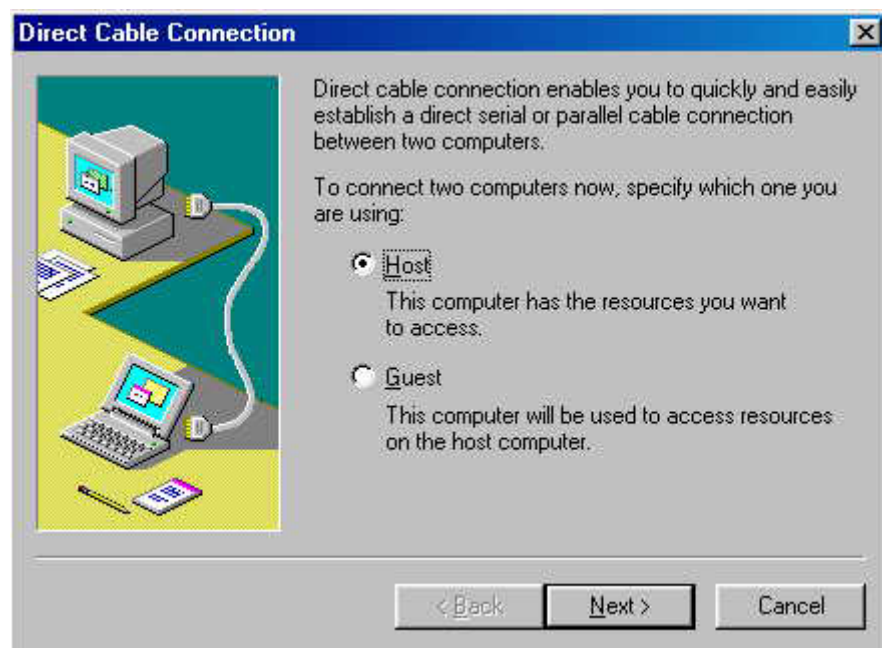 Direct Cable Connection
Direct cable connection enables you to quickly and easily
establish a direct serial or parallel cable connection
between two computers.
To connect two computers now, specify which one you
are using:
Host
This computer has the resources you want
to access.
Guest
This computer will be used to access resources
on the host computer.
< Back
Next >
Cancel